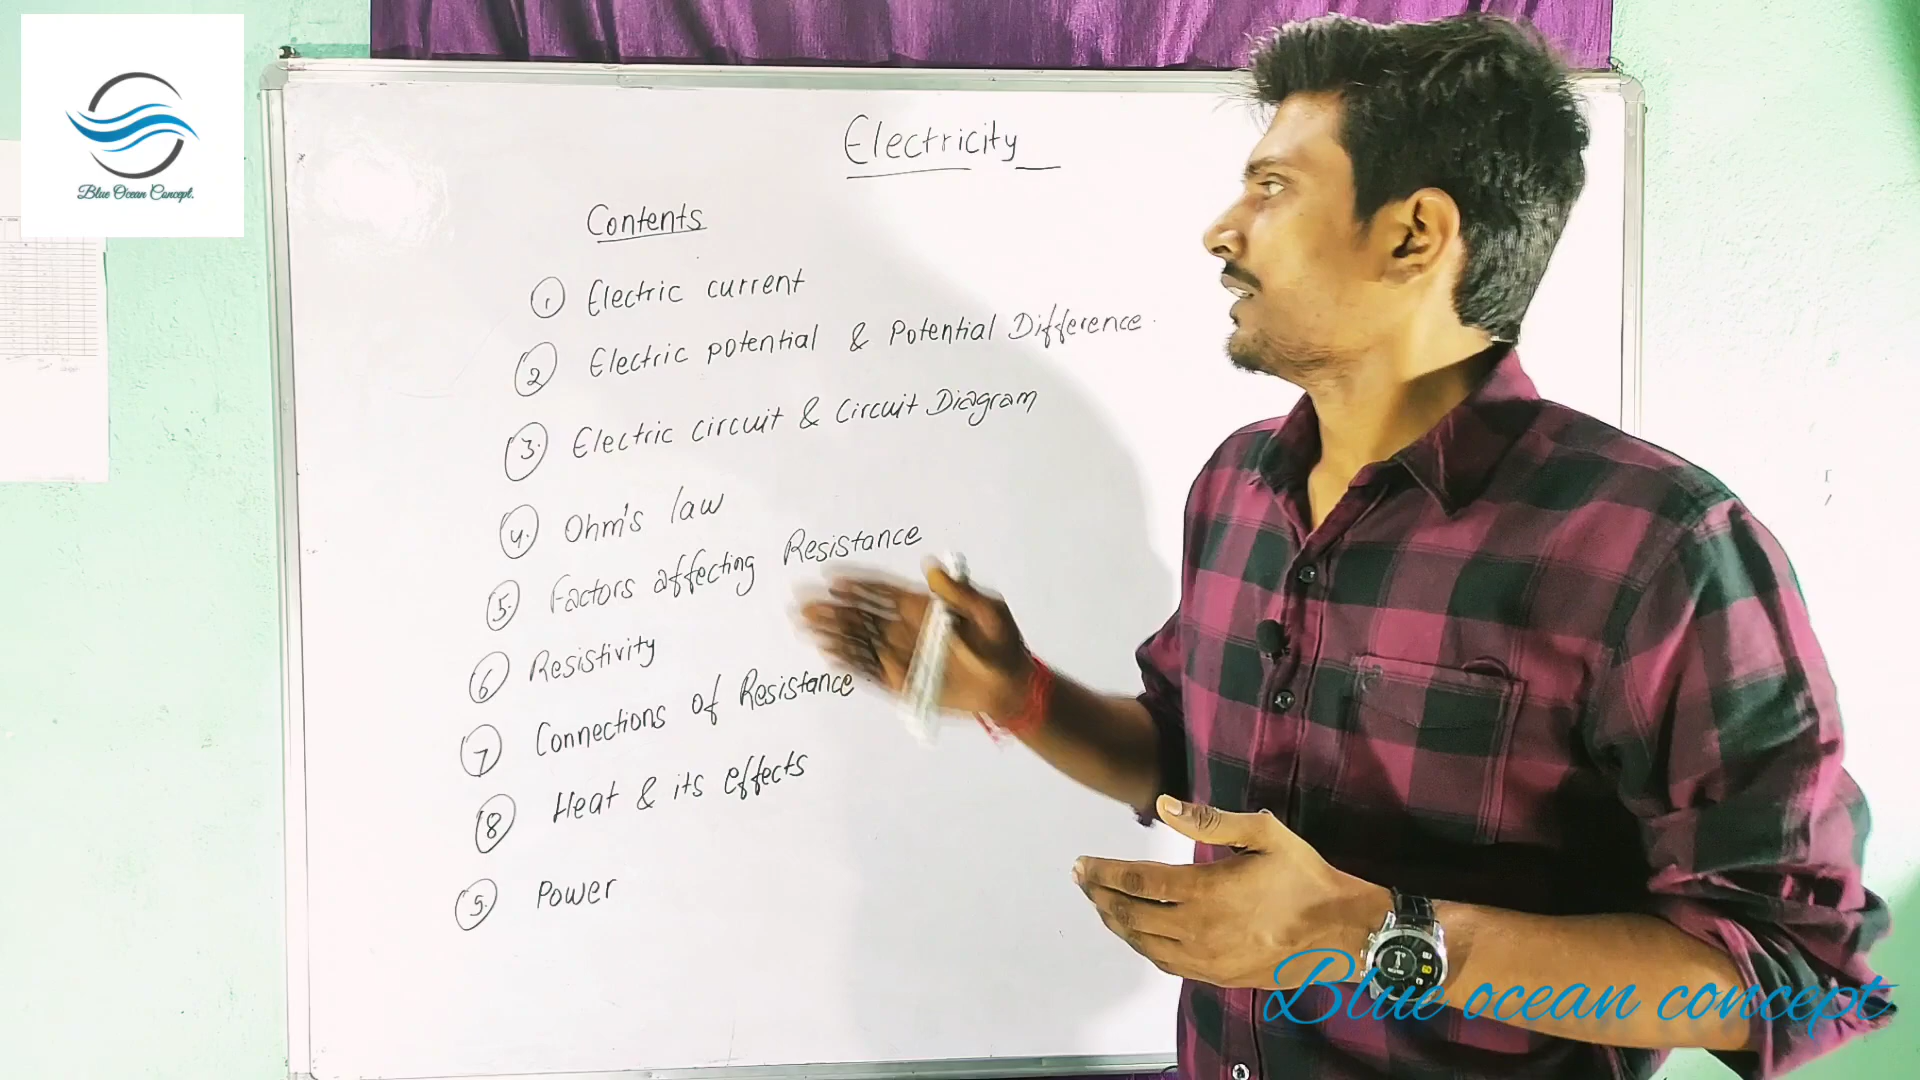 Blue Ocean Concept.
Electricity
Contents
1. Electric current
2 Electric potential & Potential Difference.
3. Electric circuit & Circuit Diagram
4. Ohm's law
5. Factors affecting Resistance
6 Resistivity
7 Connections of Resistance
8 Heat & its effects
9. Power
Blue ocean concept